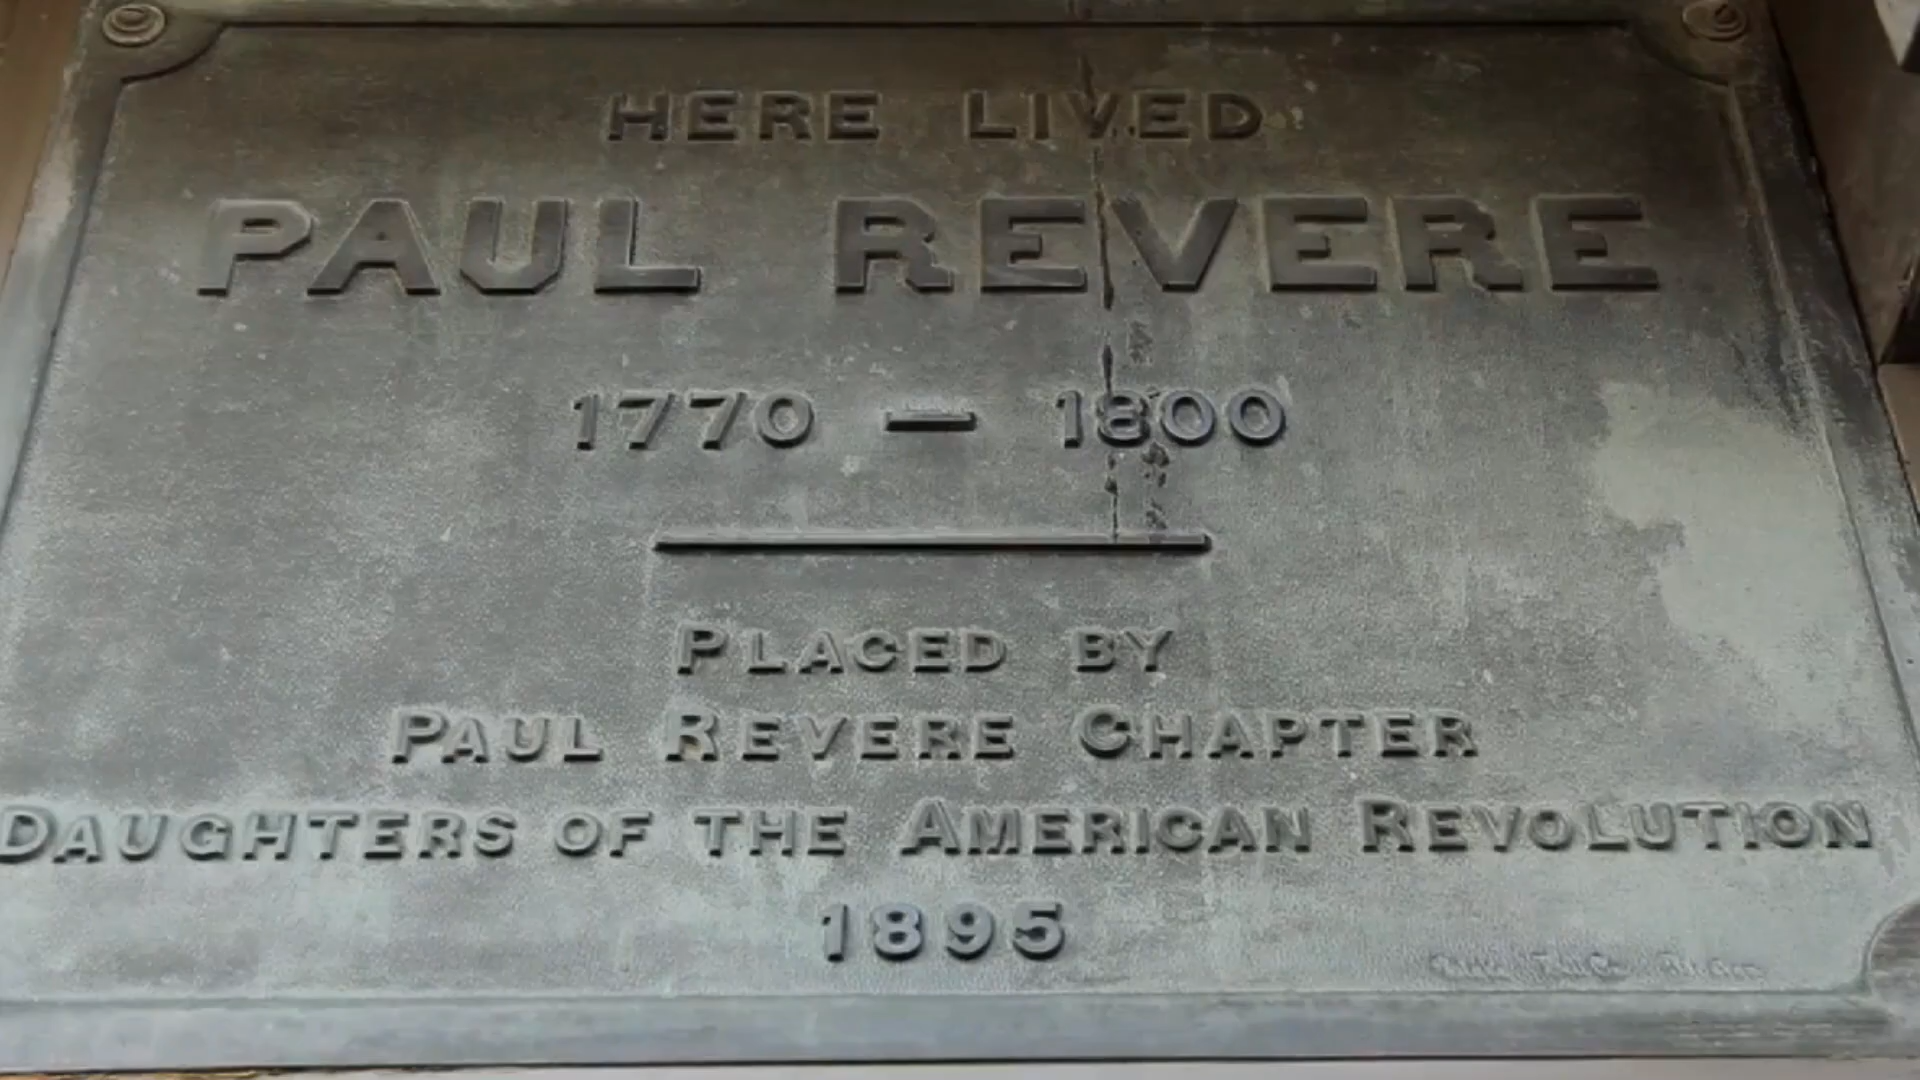 HERE LIVED
PAUL REVERE
1770 — 1800
PLACED BY
PAUL REVERE CHAPTER
DAUGHTERS OF THE AMERICAN REVOLUTION
1895